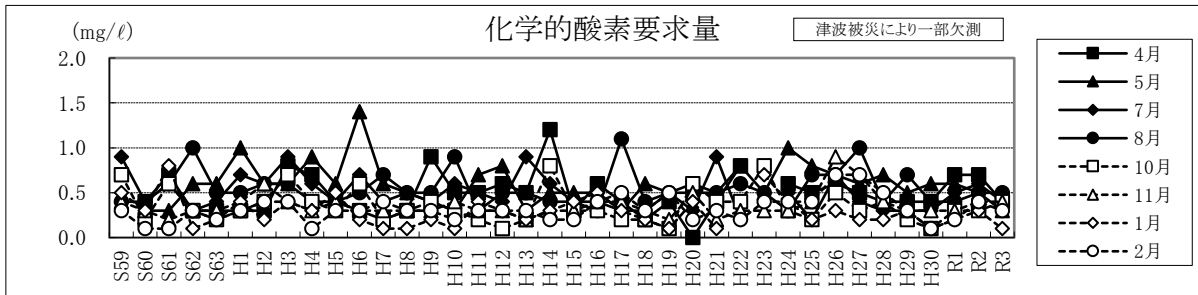 化学的酸素要求量
津波被災により一部欠測
(mg/ℓ)
2.0
1.5
1.0
0.5
0.0
S59 S60 S61 S62 S63 H1 H2 H3 H4 H5 H6 H7 H8 H9 H10 H11 H12 H13 H14 H15 H16 H17 H18 H19 H20 H21 H22 H23 H24 H25 H26 H27 H28 H29 H30 R1 R2 R3
4月
5月
7月
8月
10月
11月
1月
2月